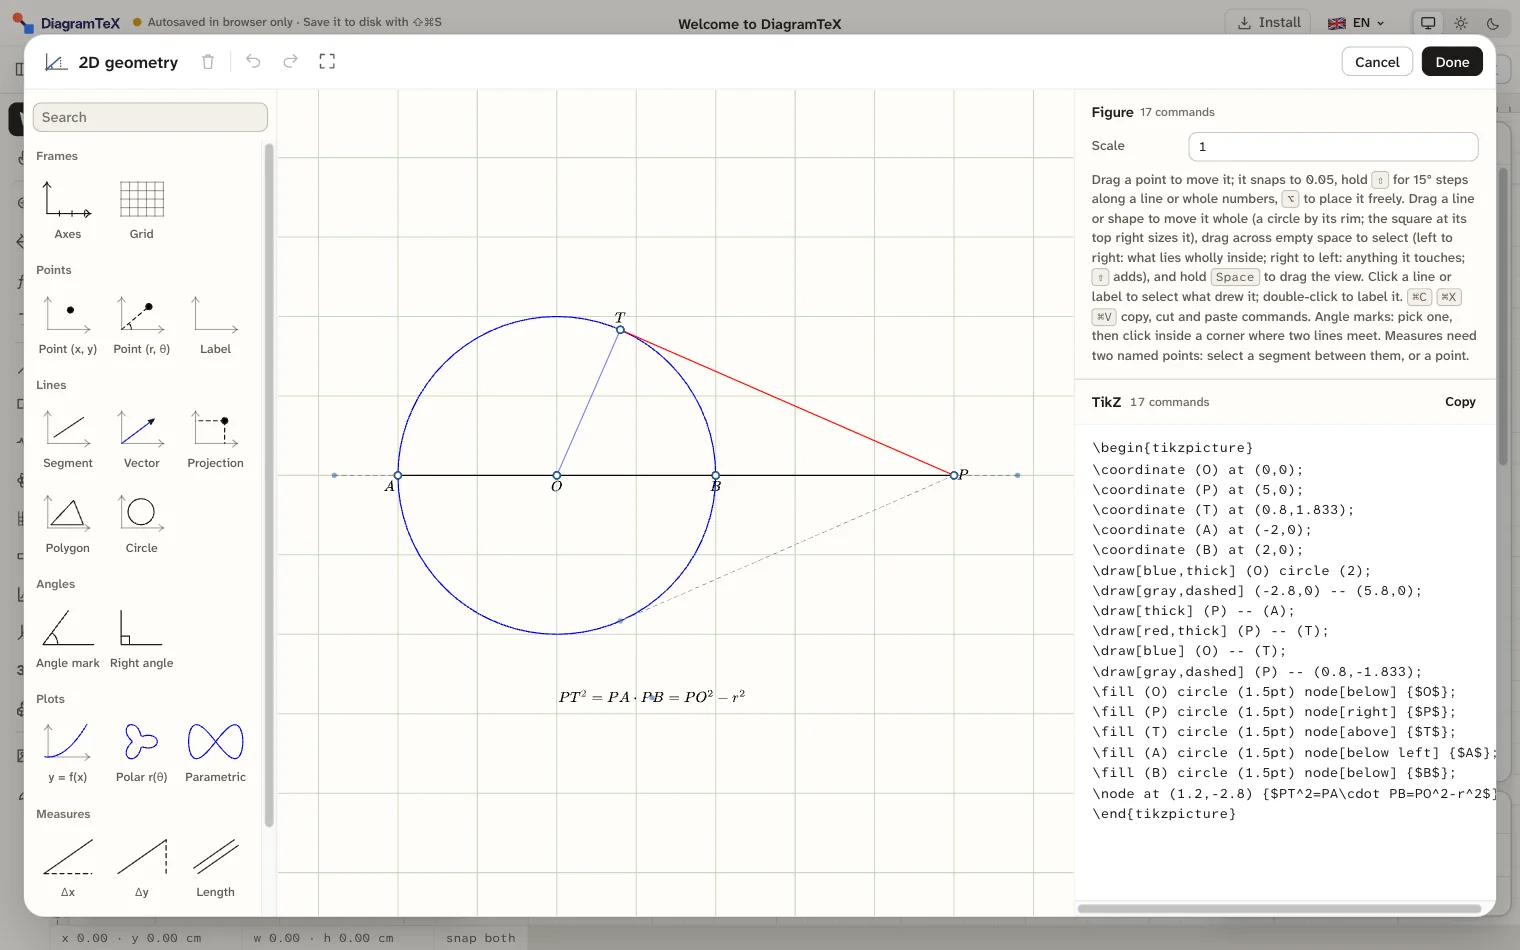 DiagramTeX
Autosaved in browser only · Save it to disk with ⇧⌘S
Welcome to DiagramTeX
Install
EN
2D geometry
Cancel
Done
Search
Frames
Axes
Grid
Points
Point (x, y)
Point (r, θ)
Label
Lines
Segment
Vector
Projection
Polygon
Circle
Angles
Angle mark
Right angle
Plots
y = f(x)
Polar r(θ)
Parametric
Measures
Δx
Δy
Length
T
A
O
B
P
PT² = PA · PB = PO² − r²
Figure 17 commands
Scale
1
Drag a point to move it; it snaps to 0.05, hold ⇧ for 15° steps
along a line or whole numbers, ⌥ to place it freely. Drag a line
or shape to move it whole (a circle by its rim; the square at its
top right sizes it), drag across empty space to select (left to
right: what lies wholly inside; right to left: anything it touches;
⇧ adds), and hold Space to drag the view. Click a line or
label to select what drew it; double-click to label it. ⌘C ⌘X
⌘V copy, cut and paste commands. Angle marks: pick one,
then click inside a corner where two lines meet. Measures need
two named points: select a segment between them, or a point.
TikZ 17 commands
Copy
\begin{tikzpicture}
\coordinate (O) at (0,0);
\coordinate (P) at (5,0);
\coordinate (T) at (0.8,1.833);
\coordinate (A) at (-2,0);
\coordinate (B) at (2,0);
\draw[blue,thick] (O) circle (2);
\draw[gray,dashed] (-2.8,0) -- (5.8,0);
\draw[thick] (P) -- (A);
\draw[red,thick] (P) -- (T);
\draw[blue] (O) -- (T);
\draw[gray,dashed] (P) -- (0.8,-1.833);
\fill (O) circle (1.5pt) node[below] {$O$};
\fill (P) circle (1.5pt) node[right] {$P$};
\fill (T) circle (1.5pt) node[above] {$T$};
\fill (A) circle (1.5pt) node[below left] {$A$};
\fill (B) circle (1.5pt) node[below] {$B$};
\node at (1.2,-2.8) {$PT^2=PA\cdot PB=PO^2-r^2$}
\end{tikzpicture}
x 0.00 · y 0.00 cm
w 0.00 · h 0.00 cm
snap both